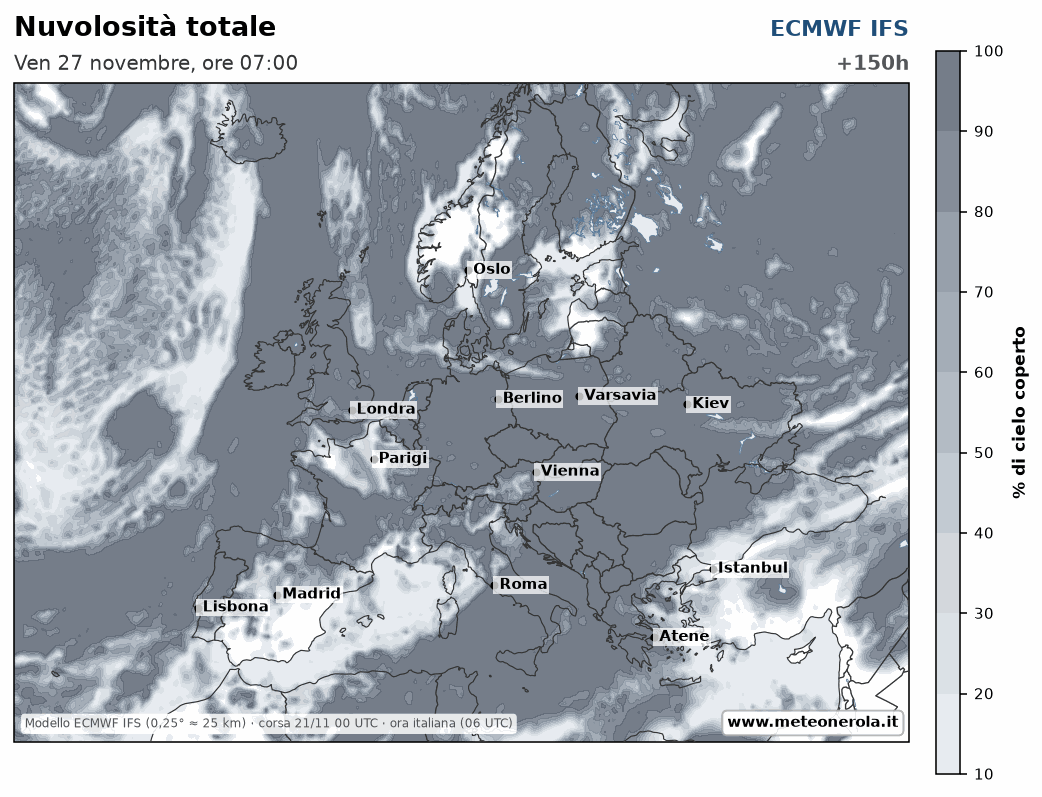 Nuvolosità totale
ECMWF IFS
Ven 27 novembre, ore 07:00
+150h
100
90
80
70
60
50
40
30
20
10
% di cielo coperto
Oslo
Berlino
Varsavia
Kiev
Londra
Parigi
Vienna
Istanbul
Roma
Madrid
Lisbona
Atene
Modello ECMWF IFS (0,25° ≈ 25 km) · corsa 21/11 00 UTC · ora italiana (06 UTC)
www.meteonerola.it